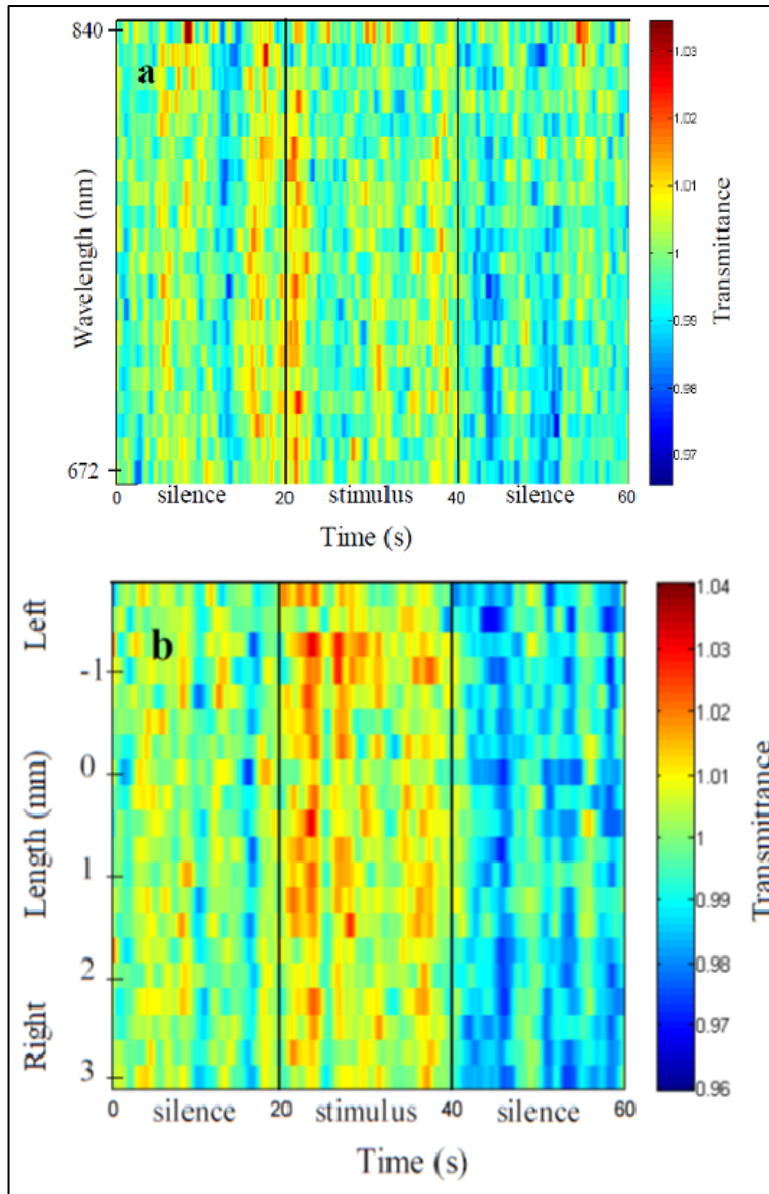 840
a
Wavelength (nm)
672
0 20 40 60
silence stimulus silence
Time (s)
1.03
1.02
1.01
1
0.99
0.98
0.97
Transmittance
b
Left
Length (mm)
Right
-1
0
1
2
3
0 20 40 60
silence stimulus silence
Time (s)
1.04
1.03
1.02
1.01
1
0.99
0.98
0.97
0.96
Transmittance